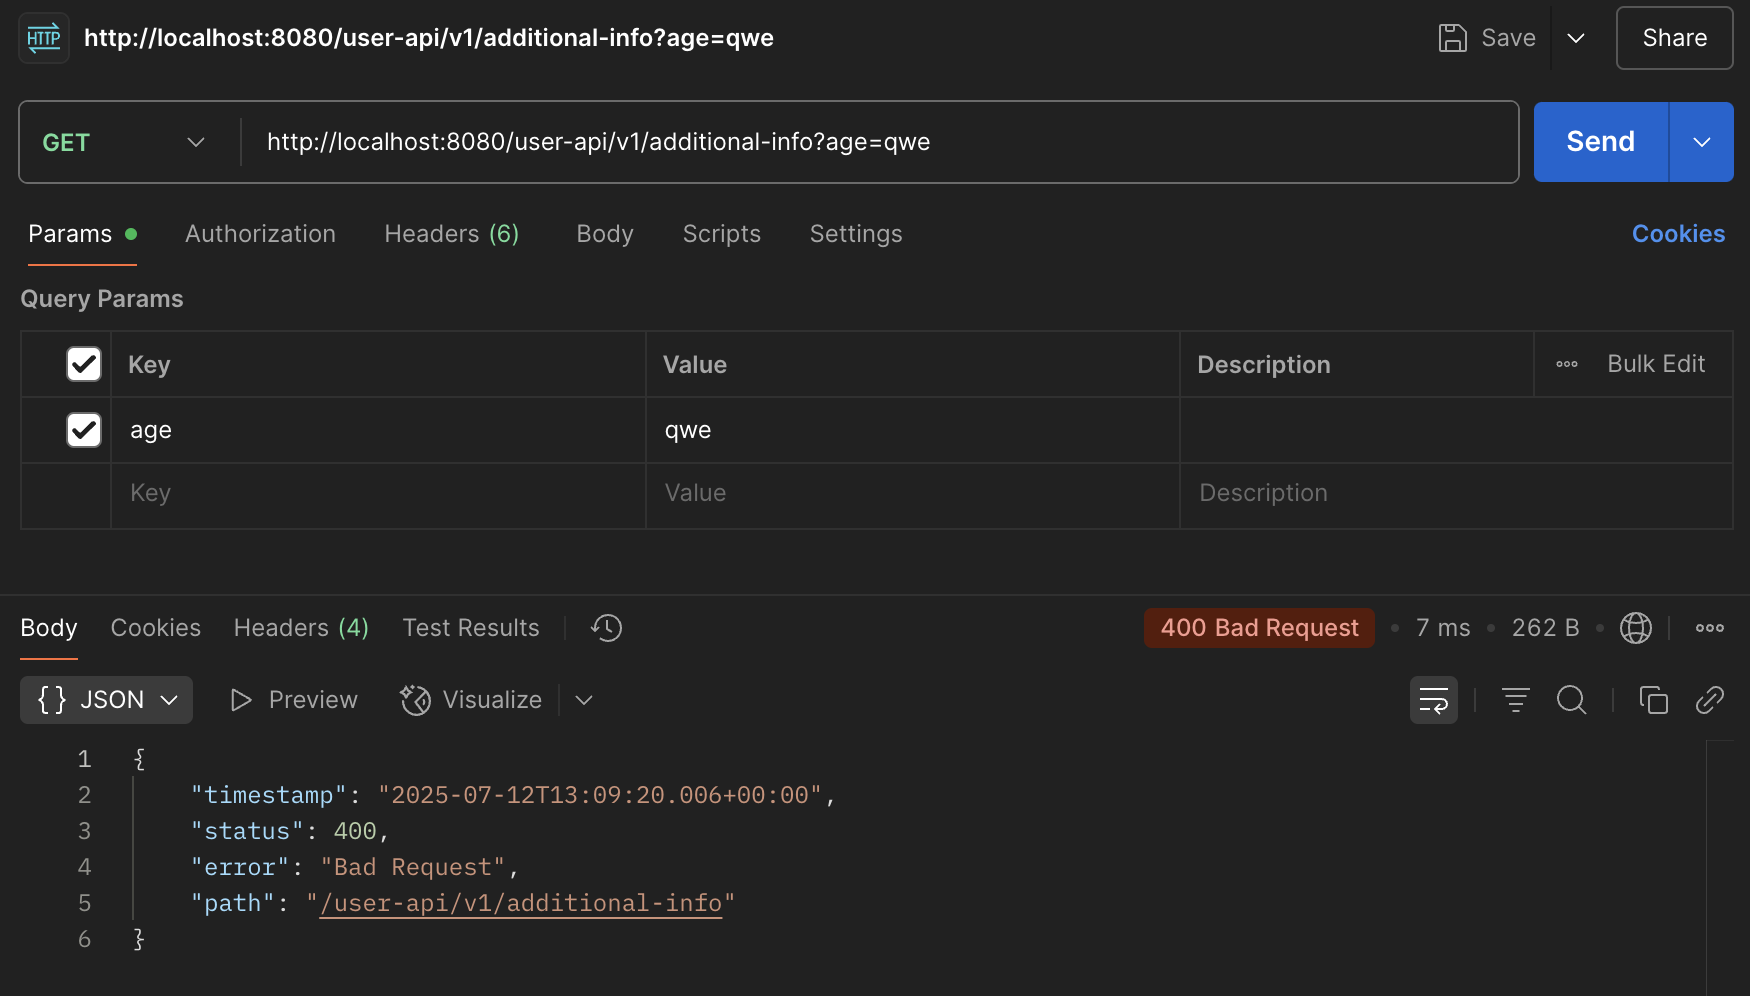 HTTP http://localhost:8080/user-api/v1/additional-info?age=qwe Save Share
GET http://localhost:8080/user-api/v1/additional-info?age=qwe Send
Params Authorization Headers (6) Body Scripts Settings Cookies
Query Params
Key Value Description Bulk Edit
age qwe
Key Value Description
Body Cookies Headers (4) Test Results 400 Bad Request • 7 ms • 262 B •
{} JSON Preview Visualize
1 {
2 "timestamp": "2025-07-12T13:09:20.006+00:00",
3 "status": 400,
4 "error": "Bad Request",
5 "path": "/user-api/v1/additional-info"
6 }